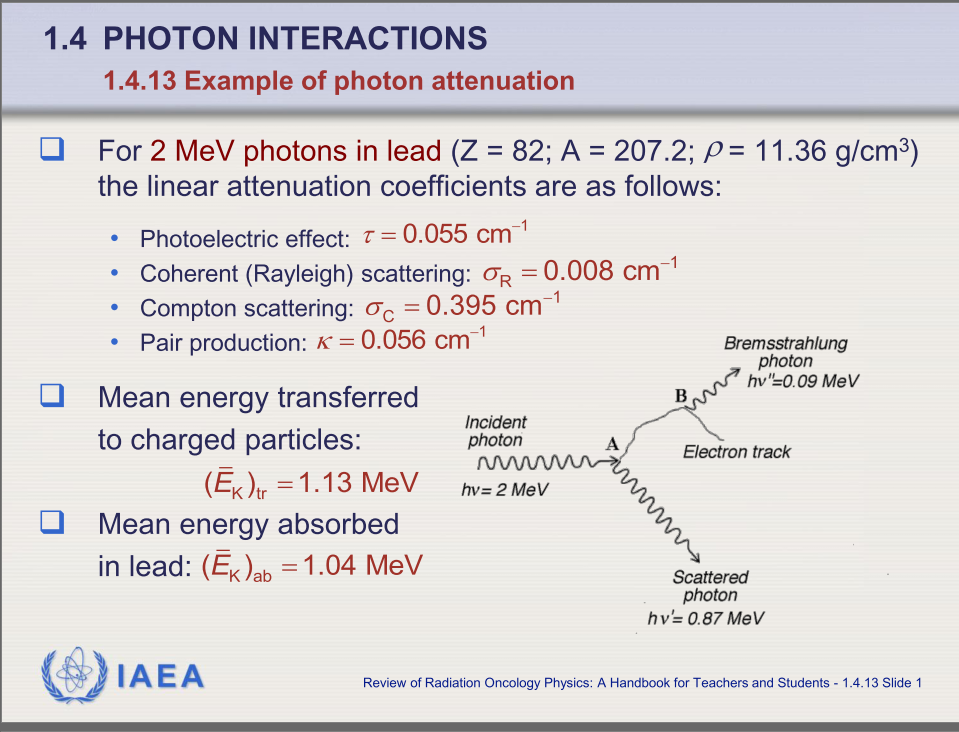 1.4 PHOTON INTERACTIONS
1.4.13 Example of photon attenuation
❑ For 2 MeV photons in lead (Z = 82; A = 207.2; ρ = 11.36 g/cm³)
the linear attenuation coefficients are as follows:
• Photoelectric effect: τ = 0.055 cm⁻¹
• Coherent (Rayleigh) scattering: σR = 0.008 cm⁻¹
• Compton scattering: σC = 0.395 cm⁻¹
• Pair production: κ = 0.056 cm⁻¹
❑ Mean energy transferred
to charged particles:
(E̿K)tr = 1.13 MeV
❑ Mean energy absorbed
in lead: (E̿K)ab = 1.04 MeV
Bremsstrahlung
photon
hν"=0.09 MeV
B
Incident
photon
A
Electron track
hν= 2 MeV
Scattered
photon
hν'= 0.87 MeV
IAEA
Review of Radiation Oncology Physics: A Handbook for Teachers and Students - 1.4.13 Slide 1